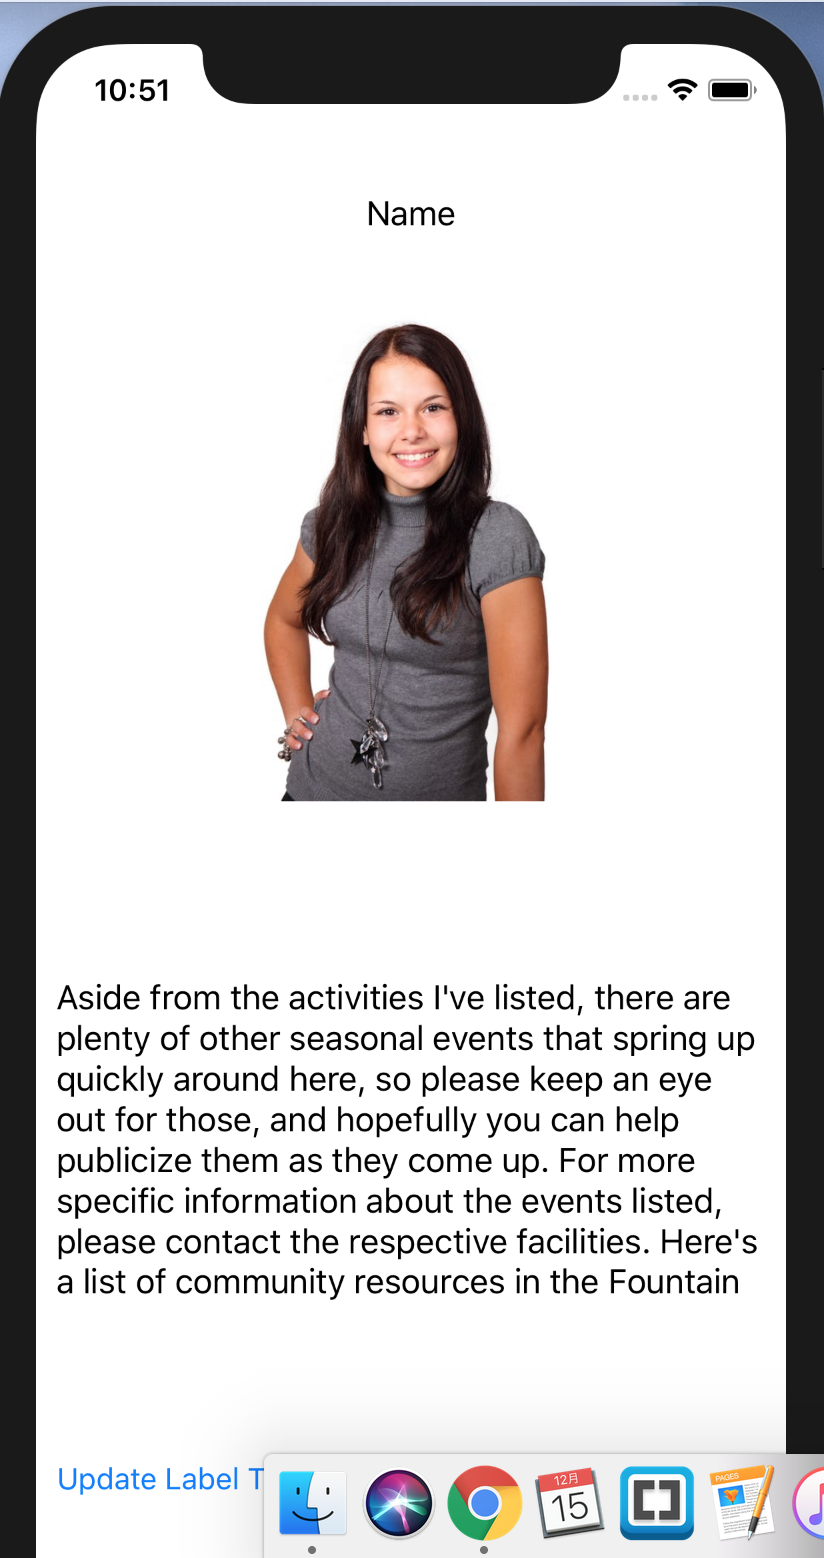 10:51
Name
Aside from the activities I've listed, there are
plenty of other seasonal events that spring up
quickly around here, so please keep an eye
out for those, and hopefully you can help
publicize them as they come up. For more
specific information about the events listed,
please contact the respective facilities. Here's
a list of community resources in the Fountain
Update Label T
12月
15
PAGES